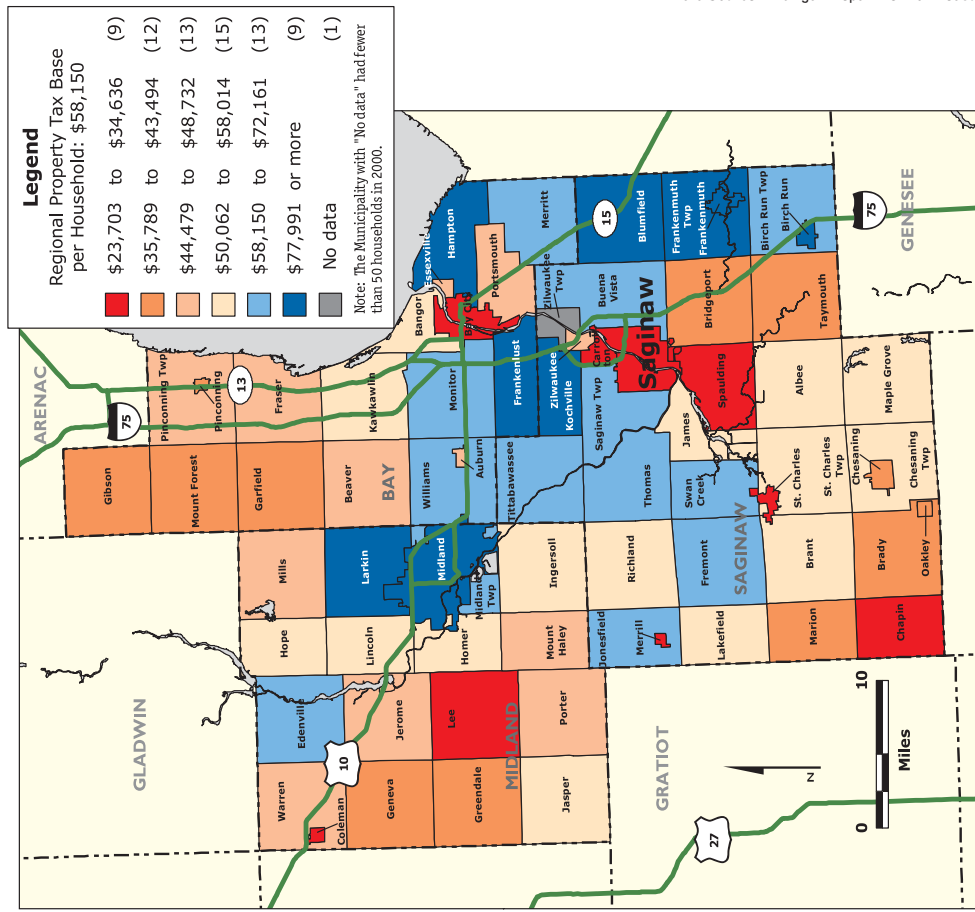 Legend
Regional Property Tax Base
per Household: $58,150
$23,703 to $34,636 (9)
$35,789 to $43,494 (12)
$44,479 to $48,732 (13)
$50,062 to $58,014 (15)
$58,150 to $72,161 (13)
$77,991 or more (9)
No data (1)
Note: The Municipality with "No data" had fewer
than 50 households in 2000.
ARENAC
75
Pinconning Twp
Pinconning
13
Fraser
Kawkawlin
Bangor
Essexville
Hampton
Bay City
Portsmouth
Merritt
Monitor
Gibson
Mount Forest
Garfield
Beaver
BAY
Williams
Auburn
Frankenlust
Zilwaukee
Twp
Zilwaukee
Kochville
Buena
Vista
15
Blumfield
Frankenmuth
Twp
Frankenmuth
Birch Run Twp
Birch Run
75
GENESEE
Bridgeport
Taymouth
Saginaw
Carroll
ton
Saginaw Twp
Spaulding
Albee
Maple Grove
James
Tittabawassee
Thomas
Swan
Creek
St. Charles
St. Charles
Twp
Chesaning
Chesaning
Twp
SAGINAW
Mills
Larkin
Midland
Midland
Twp
Ingersoll
Richland
Fremont
Brant
Brady
Oakley
Hope
Lincoln
Homer
Mount
Haley
Jonesfield
Merrill
Lakefield
Marion
Chapin
GLADWIN
Edenville
10
Jerome
Lee
Porter
MIDLAND
Warren
Coleman
Geneva
Greendale
Jasper
GRATIOT
27
N
0
10
Miles